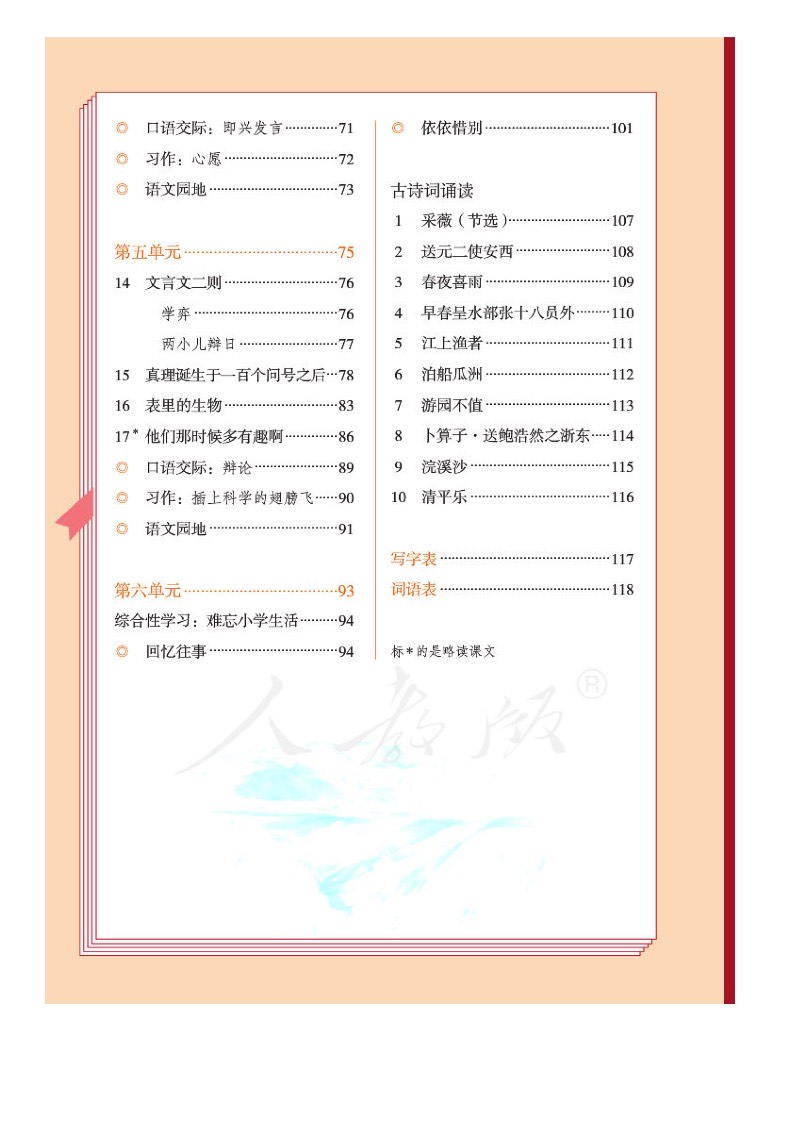 ◎ 口语交际：即兴发言…………71
◎ 习作：心愿…………72
◎ 语文园地…………73
第五单元…………75
14 文言文二则…………76
学弈…………76
两小儿辩日…………77
15 真理诞生于一百个问号之后…78
16 表里的生物…………83
17* 他们那时候多有趣啊…………86
◎ 口语交际：辩论…………89
◎ 习作：插上科学的翅膀飞……90
◎ 语文园地…………91
第六单元…………93
综合性学习：难忘小学生活………94
◎ 回忆往事…………94
◎ 依依惜别…………101
古诗词诵读
1 采薇（节选）…………107
2 送元二使安西…………108
3 春夜喜雨…………109
4 早春呈水部张十八员外………110
5 江上渔者…………111
6 泊船瓜洲…………112
7 游园不值…………113
8 卜算子·送鲍浩然之浙东……114
9 浣溪沙…………115
10 清平乐…………116
写字表…………117
词语表…………118
标*的是略读课文
人教版®